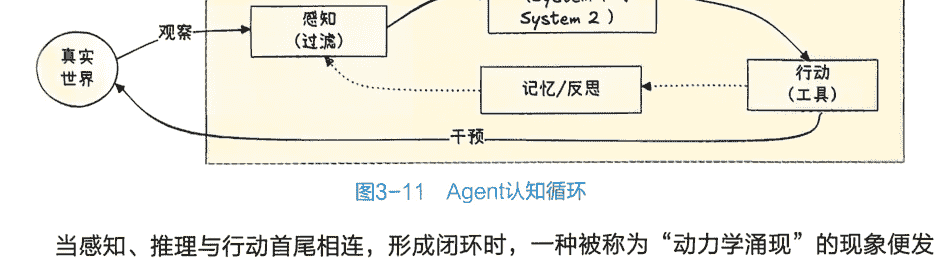 System 2 )
感知
(过滤)
观察
真实
世界
记忆/反思
行动
(工具)
干预
图3-11 Agent认知循环
当感知、推理与行动首尾相连，形成闭环时，一种被称为“动力学涌现”的现象便发